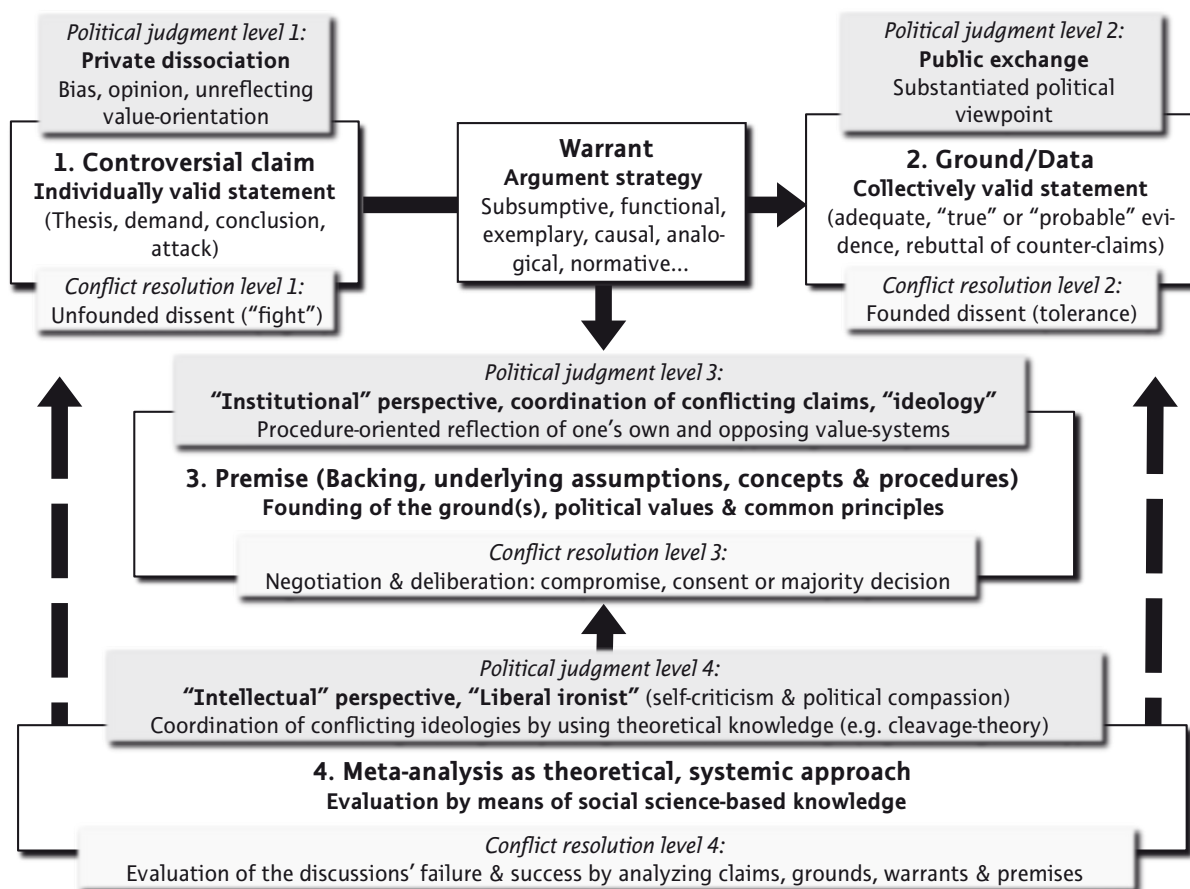 Political judgment level 1:
Private dissociation
Bias, opinion, unreflecting
value-orientation
1. Controversial claim
Individually valid statement
(Thesis, demand, conclusion,
attack)
Conflict resolution level 1:
Unfounded dissent (“fight”)
Warrant
Argument strategy
Subsumptive, functional,
exemplary, causal, analo-
gical, normative...
Political judgment level 2:
Public exchange
Substantiated political
viewpoint
2. Ground/Data
Collectively valid statement
(adequate, “true” or “probable” evi-
dence, rebuttal of counter-claims)
Conflict resolution level 2:
Founded dissent (tolerance)
Political judgment level 3:
“Institutional” perspective, coordination of conflicting claims, “ideology”
Procedure-oriented reflection of one’s own and opposing value-systems
3. Premise (Backing, underlying assumptions, concepts & procedures)
Founding of the ground(s), political values & common principles
Conflict resolution level 3:
Negotiation & deliberation: compromise, consent or majority decision
Political judgment level 4:
“Intellectual” perspective, “Liberal ironist” (self-criticism & political compassion)
Coordination of conflicting ideologies by using theoretical knowledge (e.g. cleavage-theory)
4. Meta-analysis as theoretical, systemic approach
Evaluation by means of social science-based knowledge
Conflict resolution level 4:
Evaluation of the discussions’ failure & success by analyzing claims, grounds, warrants & premises